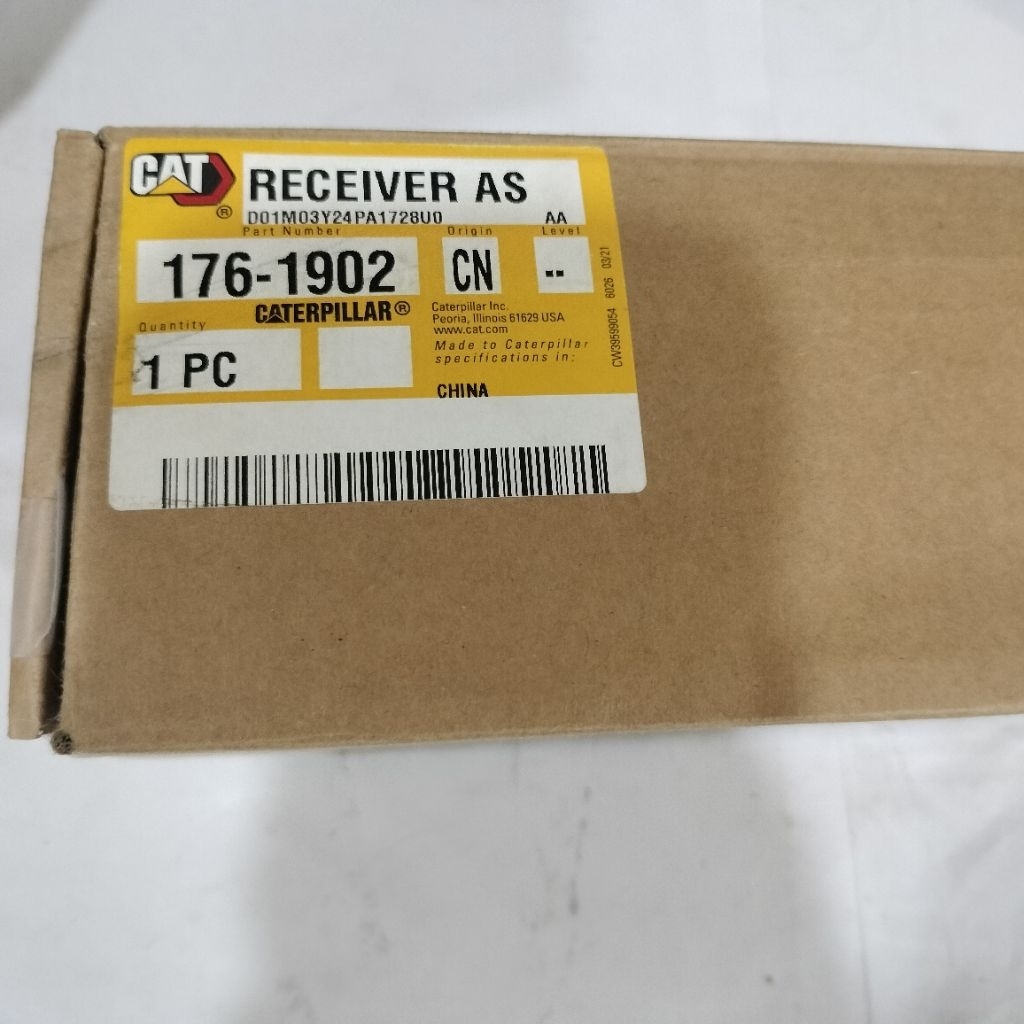 CAT
®
RECEIVER AS
D01M03Y24PA1728U0 AA
Part Number Origin Level
176-1902 CN --
CATERPILLAR®
Caterpillar Inc.
Peoria, Illinois 61629 USA
www.cat.com
Quantity
1 PC
Made to Caterpillar
specifications in:
CHINA
CW39599054 6026 03/21